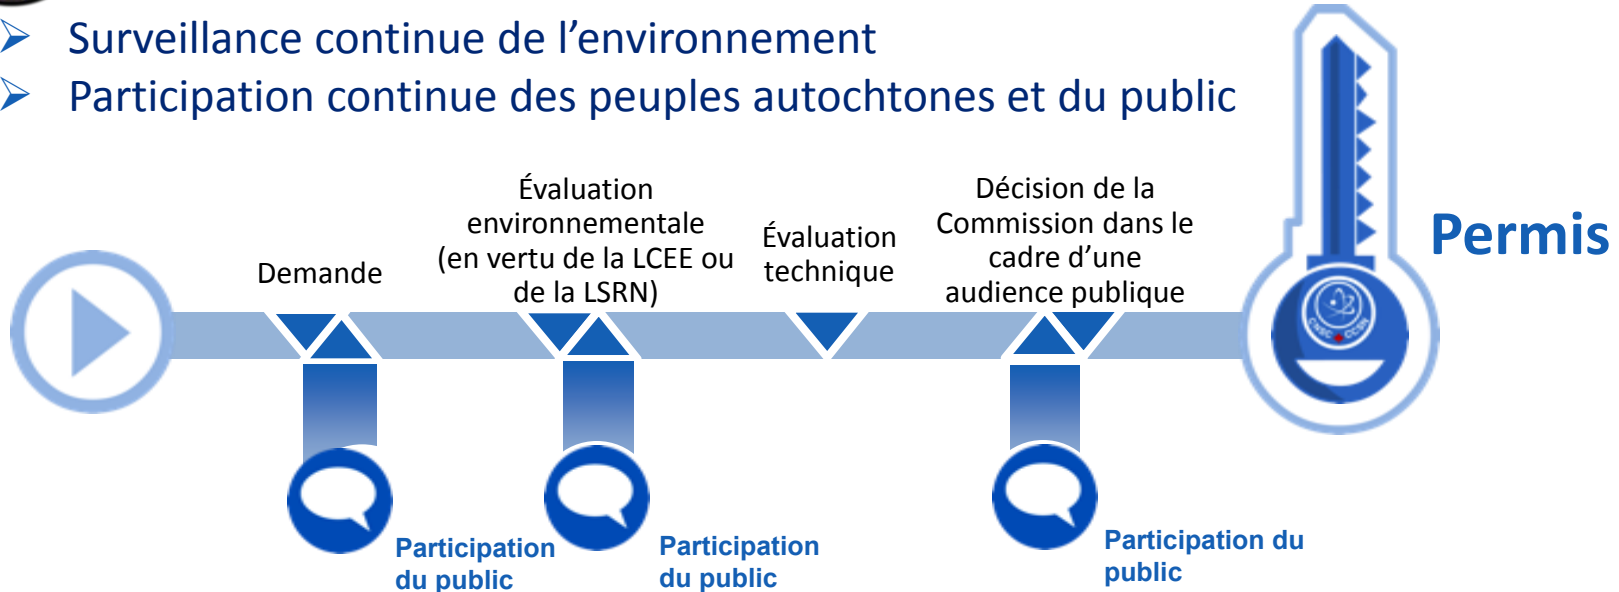 Surveillance continue de l’environnement
Participation continue des peuples autochtones et du public
Demande
Évaluation
environnementale
(en vertu de la LCEE ou
de la LSRN)
Évaluation
technique
Décision de la
Commission dans le
cadre d’une
audience publique
Permis
CNSC CCSN
Participation
du public
Participation
du public
Participation du
public